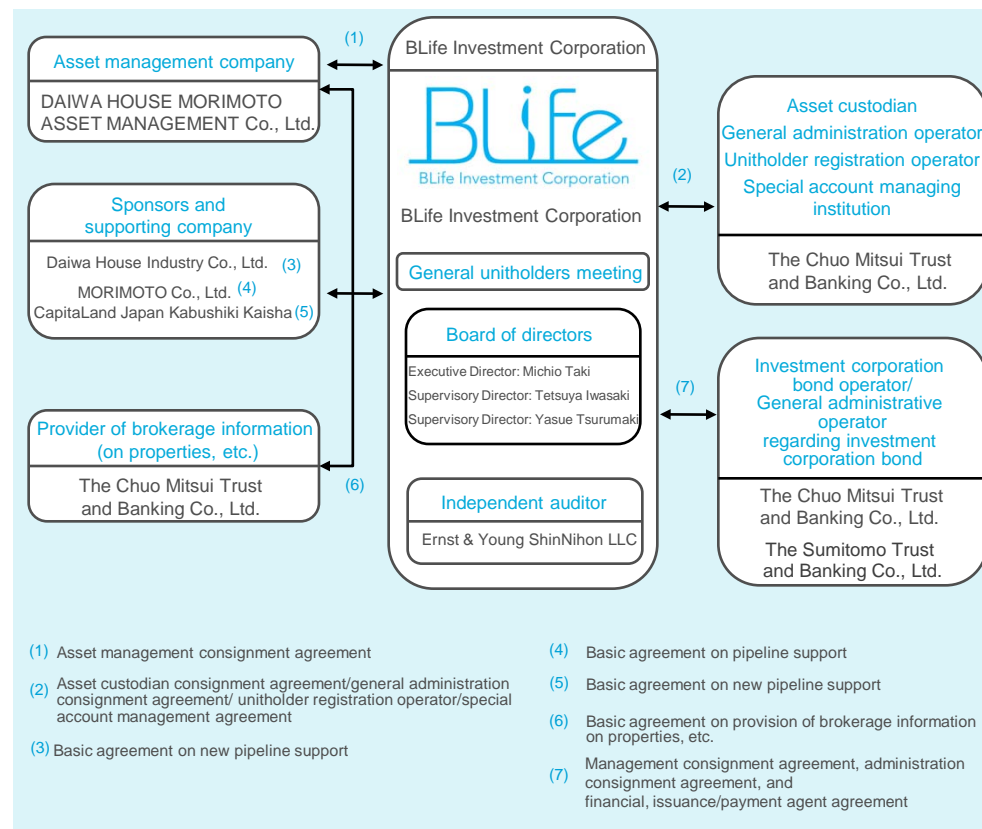 (1)
Asset management company
DAIWA HOUSE MORIMOTO
ASSET MANAGEMENT Co., Ltd.
Sponsors and
supporting company
Daiwa House Industry Co., Ltd. (3)
MORIMOTO Co., Ltd. (4)
CapitaLand Japan Kabushiki Kaisha (5)
Provider of brokerage information
(on properties, etc.)
The Chuo Mitsui Trust
and Banking Co., Ltd.
(6)
BLife Investment Corporation
BLife
BLife Investment Corporation
BLife Investment Corporation
General unitholders meeting
Board of directors
Executive Director: Michio Taki
Supervisory Director: Tetsuya Iwasaki
Supervisory Director: Yasue Tsurumaki
Independent auditor
Ernst & Young ShinNihon LLC
(2)
Asset custodian
General administration operator
Unitholder registration operator
Special account managing
institution
The Chuo Mitsui Trust
and Banking Co., Ltd.
(7)
Investment corporation
bond operator/
General administrative
operator
regarding investment
corporation bond
The Chuo Mitsui Trust
and Banking Co., Ltd.
The Sumitomo Trust
and Banking Co., Ltd.
(1) Asset management consignment agreement
(2) Asset custodian consignment agreement/general administration
consignment agreement/ unitholder registration operator/special
account management agreement
(3) Basic agreement on new pipeline support
(4) Basic agreement on pipeline support
(5) Basic agreement on new pipeline support
(6) Basic agreement on provision of brokerage information
on properties, etc.
(7) Management consignment agreement, administration
consignment agreement, and
financial, issuance/payment agent agreement